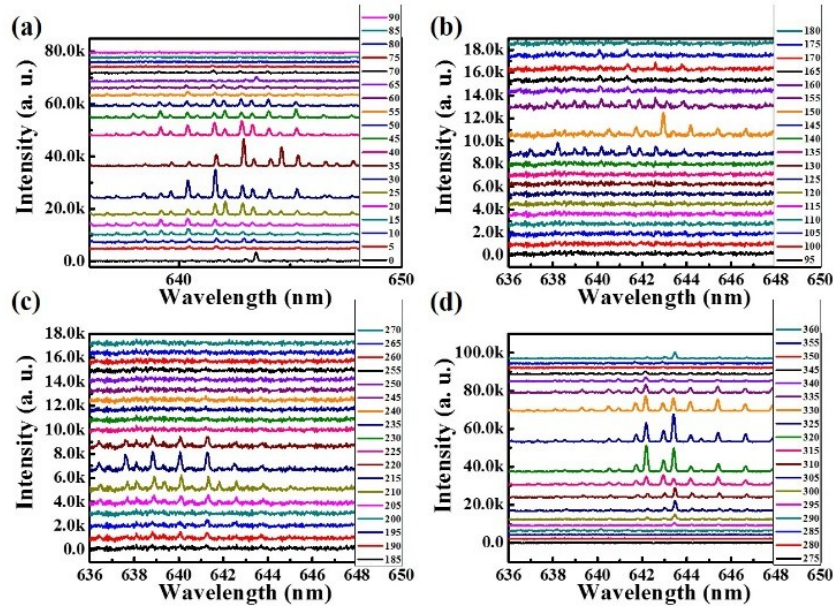 (a)
80.0k
60.0k
40.0k
20.0k
0.0
Intensity (a. u.)
640
650
Wavelength (nm)
90
85
80
75
70
65
60
55
50
45
40
35
30
25
20
15
10
5
0
(b)
18.0k
16.0k
14.0k
12.0k
10.0k
8.0k
6.0k
4.0k
2.0k
0.0
Intensity (a. u.)
636 638 640 642 644 646 648 650
Wavelength (nm)
180
175
170
165
160
155
150
145
140
135
130
125
120
115
110
105
100
95
(c)
18.0k
16.0k
14.0k
12.0k
10.0k
8.0k
6.0k
4.0k
2.0k
0.0
Intensity (a. u.)
636 638 640 642 644 646 648 650
Wavelength (nm)
270
265
260
255
250
245
240
235
230
225
220
215
210
205
200
195
190
185
(d)
100.0k
80.0k
60.0k
40.0k
20.0k
0.0
Intensity (a. u.)
636 638 640 642 644 646 648 650
Wavelength (nm)
360
355
350
345
340
335
330
325
320
315
310
305
300
295
290
285
280
275